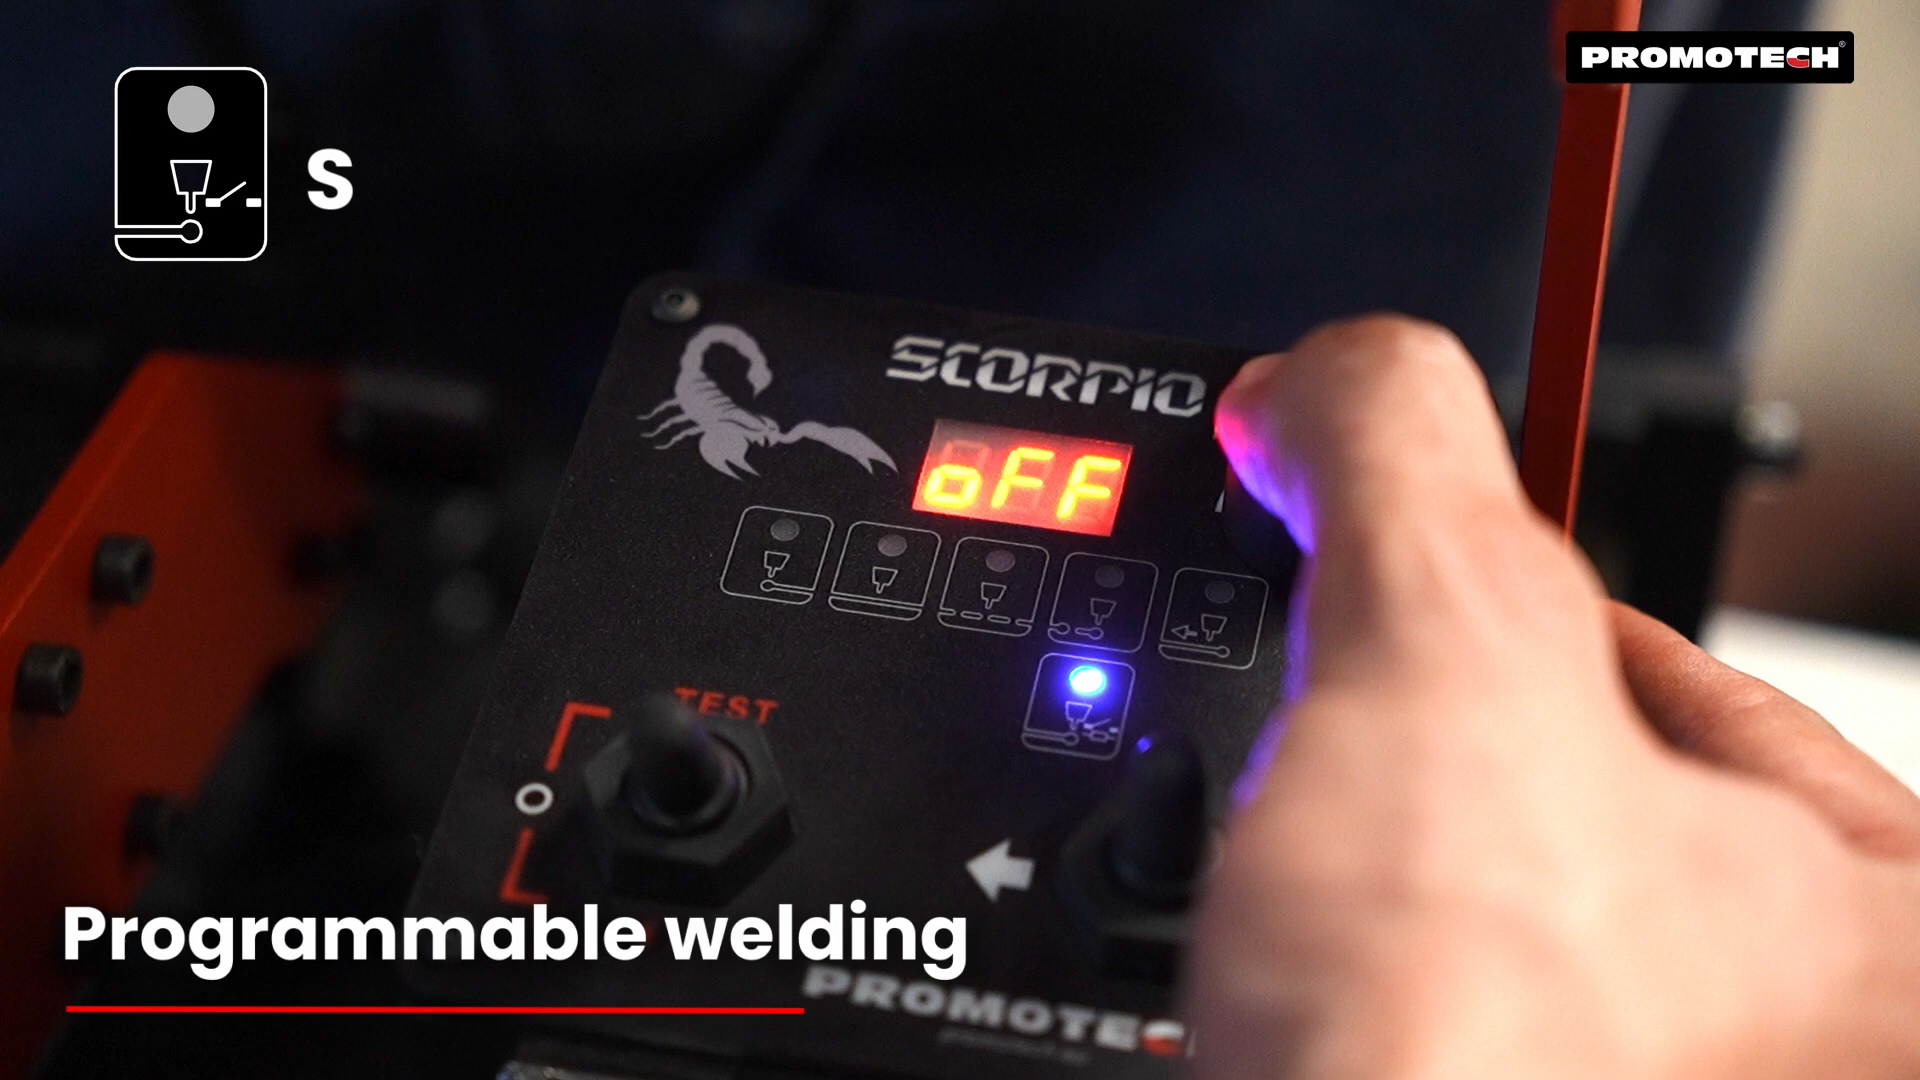 PROMOTECH®
S
SCORPIO
oFF
TEST
O
Programmable welding
PROMOTEC